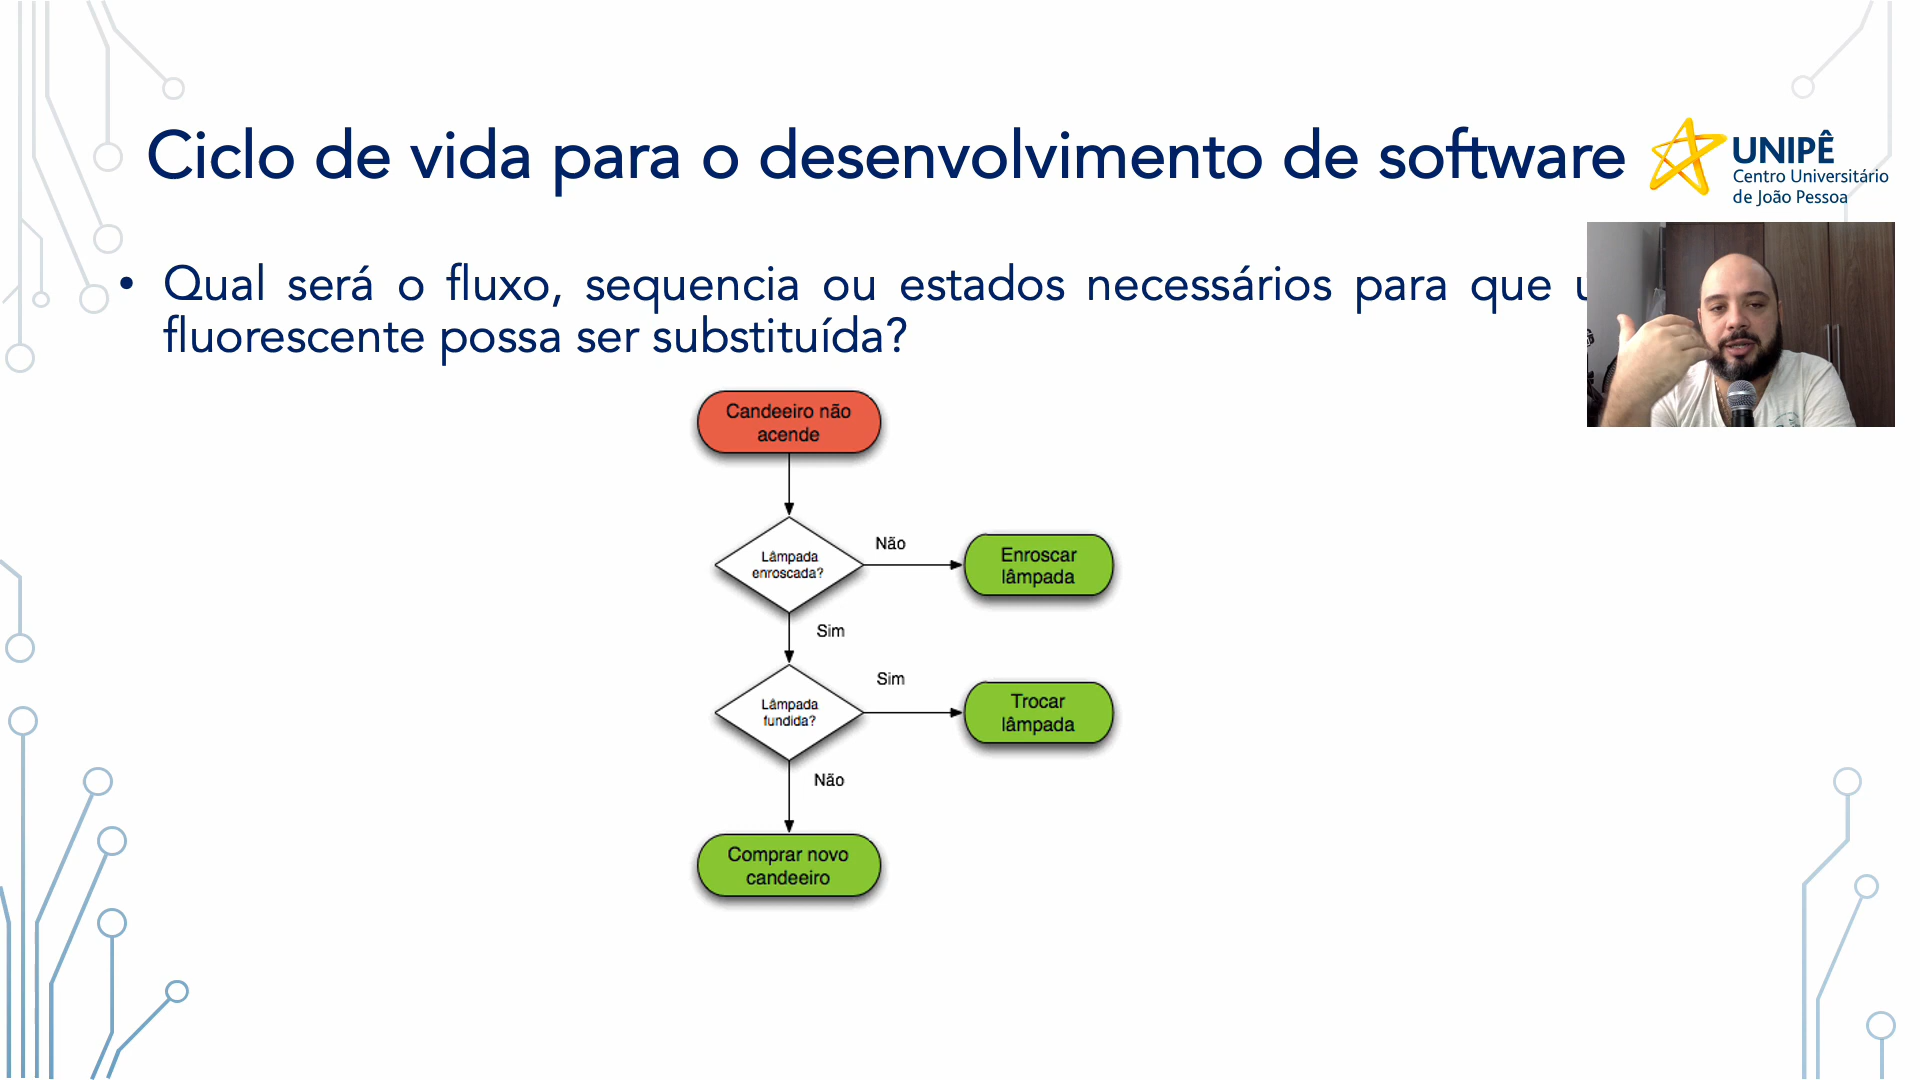 Ciclo de vida para o desenvolvimento de software
UNIPÊ
Centro Universitário
de João Pessoa
• Qual será o fluxo, sequencia ou estados necessários para que
fluorescente possa ser substituída?
Candeeiro não
acende
Lâmpada
enroscada?
Não
Enroscar
lâmpada
Sim
Lâmpada
fundida?
Sim
Trocar
lâmpada
Não
Comprar novo
candeeiro